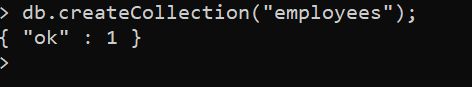 > db.createCollection("employees");
{ "ok" : 1 }
>